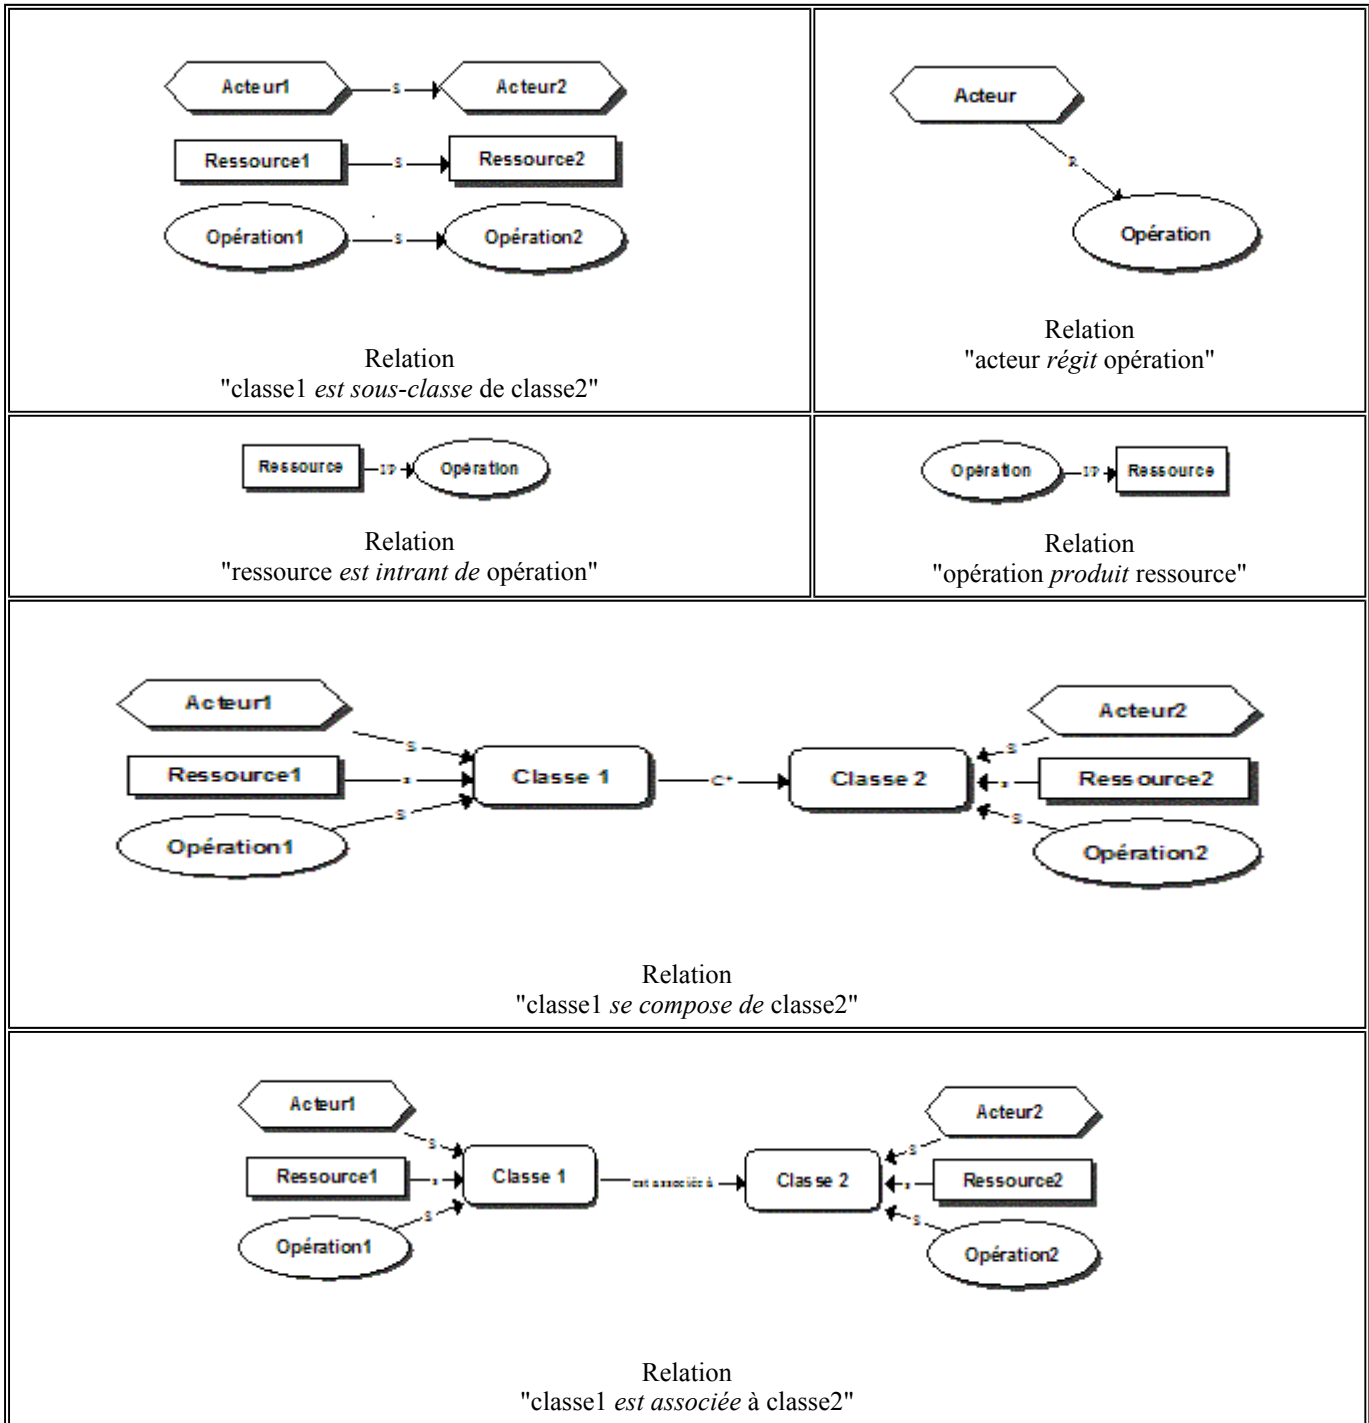 Acteur1 S Acteur2
Ressource1 S Ressource2
Opération1 S Opération2
Relation
"classe1 est sous-classe de classe2"
Acteur
R
Opération
Relation
"acteur régit opération"
Ressource IP Opération
Relation
"ressource est intrant de opération"
Opération IP Ressource
Relation
"opération produit ressource"
Acteur1
S
Ressource1 S
Opération1
S
Classe 1 C* Classe 2
Acteur2
S
S Ressource2
S
Opération2
Relation
"classe1 se compose de classe2"
Acteur1
S
Ressource1 S
Opération1
S
Classe 1 est associée à Classe 2
Acteur2
S
S Ressource2
S
Opération2
Relation
"classe1 est associée à classe2"